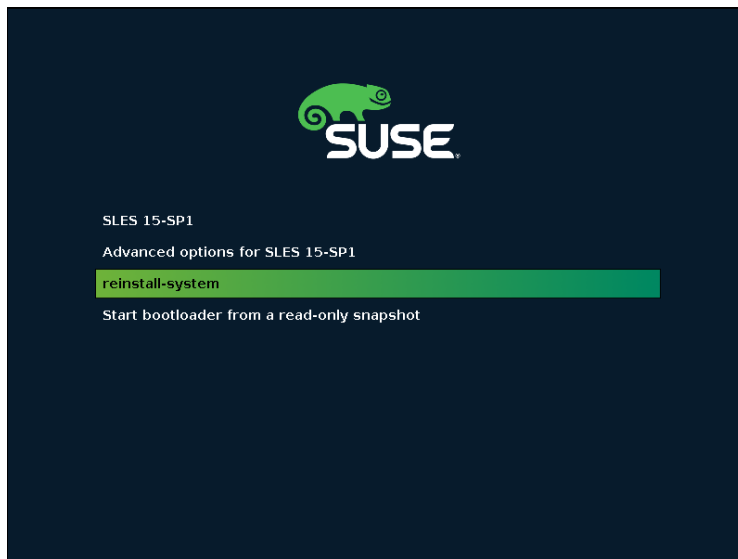 SUSE
SLES 15-SP1
Advanced options for SLES 15-SP1
reinstall-system
Start bootloader from a read-only snapshot